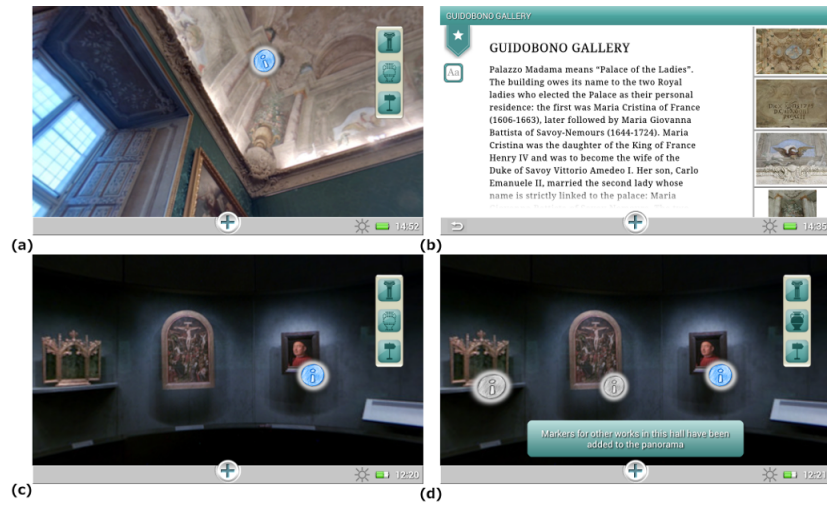 14:52
(a)
GUIDOBONO GALLERY
GUIDOBONO GALLERY
Aa
Palazzo Madama means “Palace of the Ladies”.
The building owes its name to the two Royal
ladies who elected the Palace as their personal
residence: the first was Maria Cristina of France
(1606-1663), later followed by Maria Giovanna
Battista of Savoy-Nemours (1644-1724). Maria
Cristina was the daughter of the King of France
Henry IV and was to become the wife of the
Duke of Savoy Vittorio Amedeo I. Her son, Carlo
Emanuele II, married the second lady whose
name is strictly linked to the palace: Maria
14:35
(b)
12:20
(c)
Markers for other works in this hall have been
added to the panorama
12:21
(d)